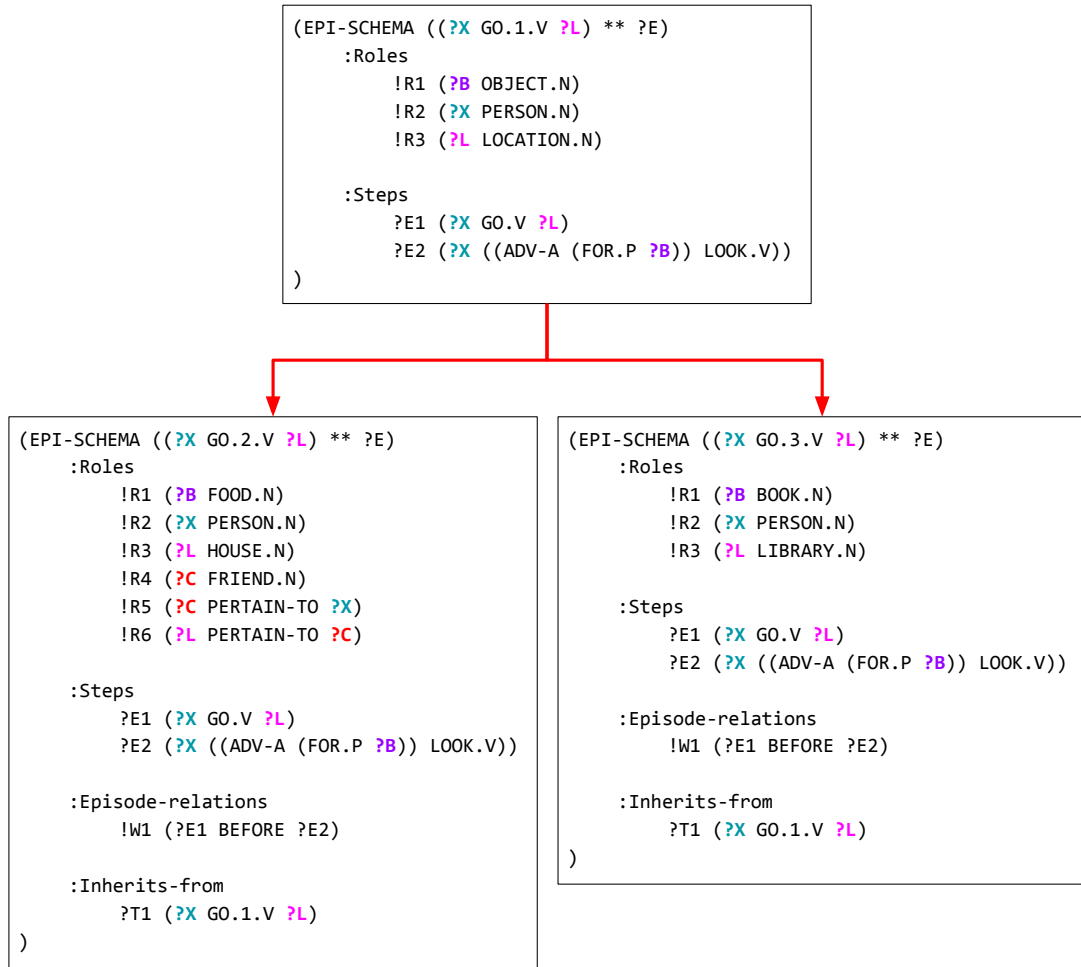 (EPI-SCHEMA ((?X GO.1.V ?L) ** ?E)
:Roles
!R1 (?B OBJECT.N)
!R2 (?X PERSON.N)
!R3 (?L LOCATION.N)
:Steps
?E1 (?X GO.V ?L)
?E2 (?X ((ADV-A (FOR.P ?B)) LOOK.V))
)
(EPI-SCHEMA ((?X GO.2.V ?L) ** ?E)
:Roles
!R1 (?B FOOD.N)
!R2 (?X PERSON.N)
!R3 (?L HOUSE.N)
!R4 (?C FRIEND.N)
!R5 (?C PERTAIN-TO ?X)
!R6 (?L PERTAIN-TO ?C)
:Steps
?E1 (?X GO.V ?L)
?E2 (?X ((ADV-A (FOR.P ?B)) LOOK.V))
:Episode-relations
!W1 (?E1 BEFORE ?E2)
:Inherits-from
?T1 (?X GO.1.V ?L)
)
(EPI-SCHEMA ((?X GO.3.V ?L) ** ?E)
:Roles
!R1 (?B BOOK.N)
!R2 (?X PERSON.N)
!R3 (?L LIBRARY.N)
:Steps
?E1 (?X GO.V ?L)
?E2 (?X ((ADV-A (FOR.P ?B)) LOOK.V))
:Episode-relations
!W1 (?E1 BEFORE ?E2)
:Inherits-from
?T1 (?X GO.1.V ?L)
)